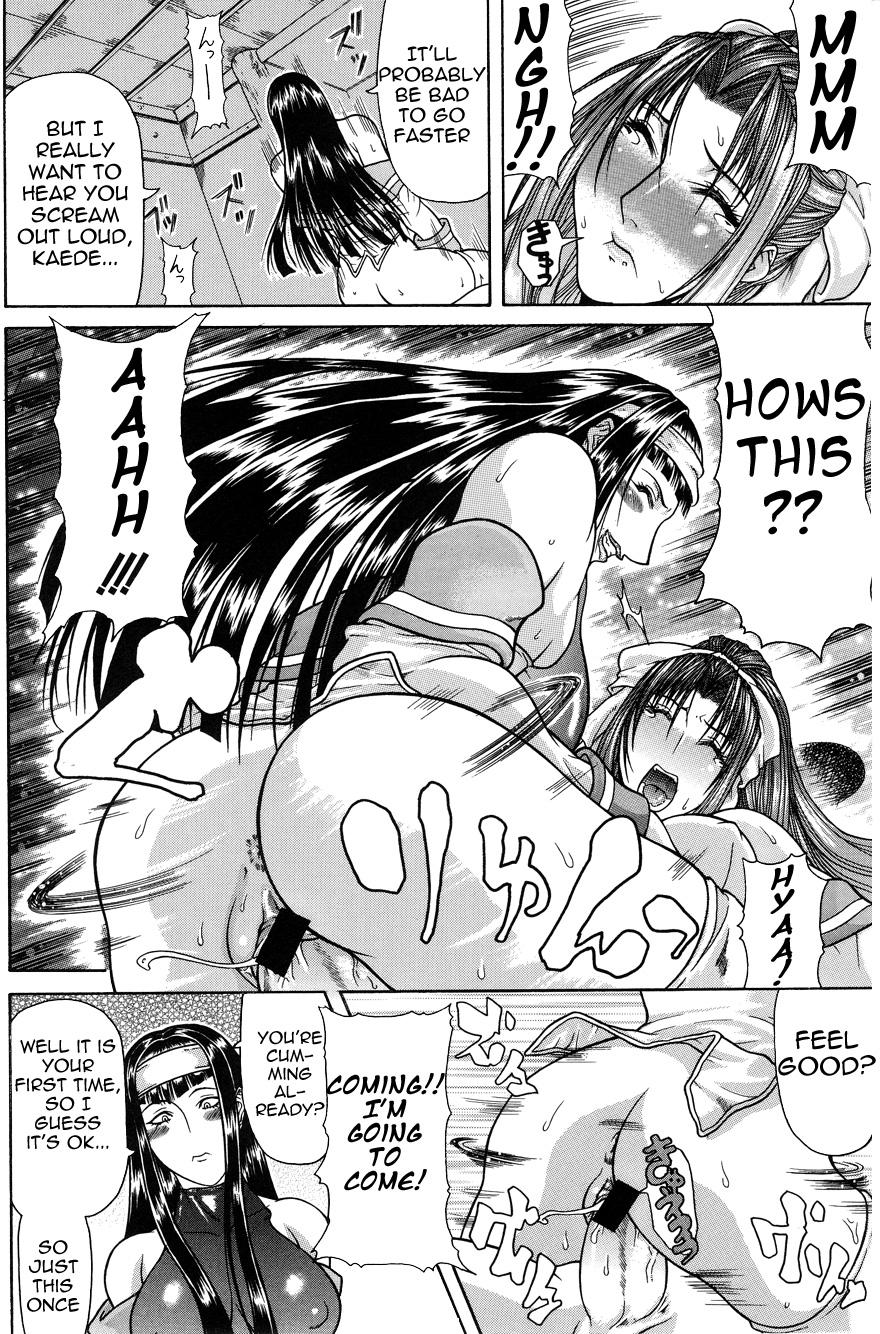 MMM
NGH!!
きゅっ
IT'LL
PROBABLY
BE BAD
TO GO
FASTER
ズッ
ズッ
んっー
BUT I
REALLY
WANT TO
HEAR YOU
SCREAM
OUT LOUD,
KAEDE...
んっ
HOWS
THIS
??
AAHH!!!
HYAA!
FEEL
GOOD?
COMING!!
I'M
GOING
TO
COME!
YOU'RE
CUM-
MING
AL-
READY?
WELL IT IS
YOUR
FIRST TIME,
SO I
GUESS
IT'S OK...
SO
JUST
THIS
ONCE